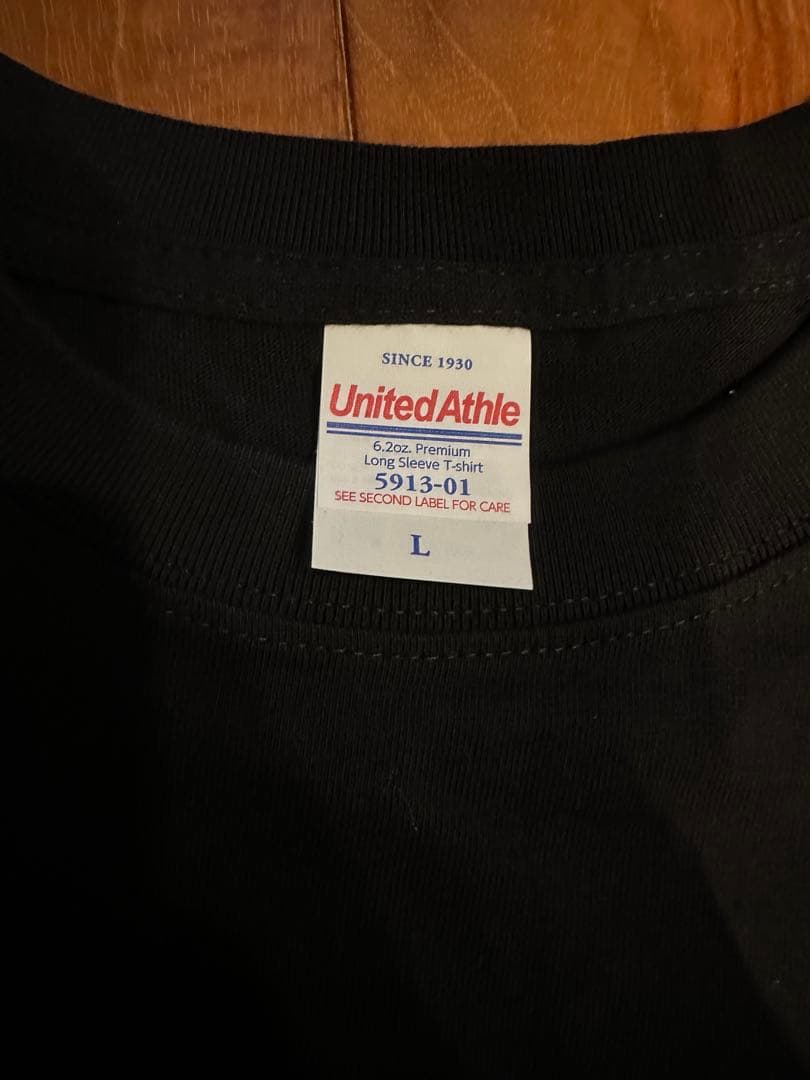 SINCE 1930
UnitedAthle
6.2oz. Premium
Long Sleeve T-shirt
5913-01
SEE SECOND LABEL FOR CARE
L